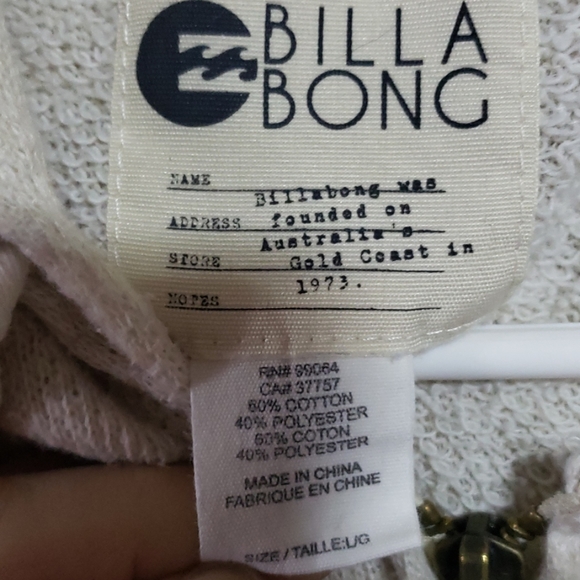 BILLA
BONG
NAME
Billabong was
ADDRESS founded on
Australia's
STORE Gold Coast in
1973.
NOTES
RN# 99064
CA# 37757
60% COTTON
40% POLYESTER
60% COTON
40% POLYESTER
MADE IN CHINA
FABRIQUE EN CHINE
SIZE / TAILLE:L/G